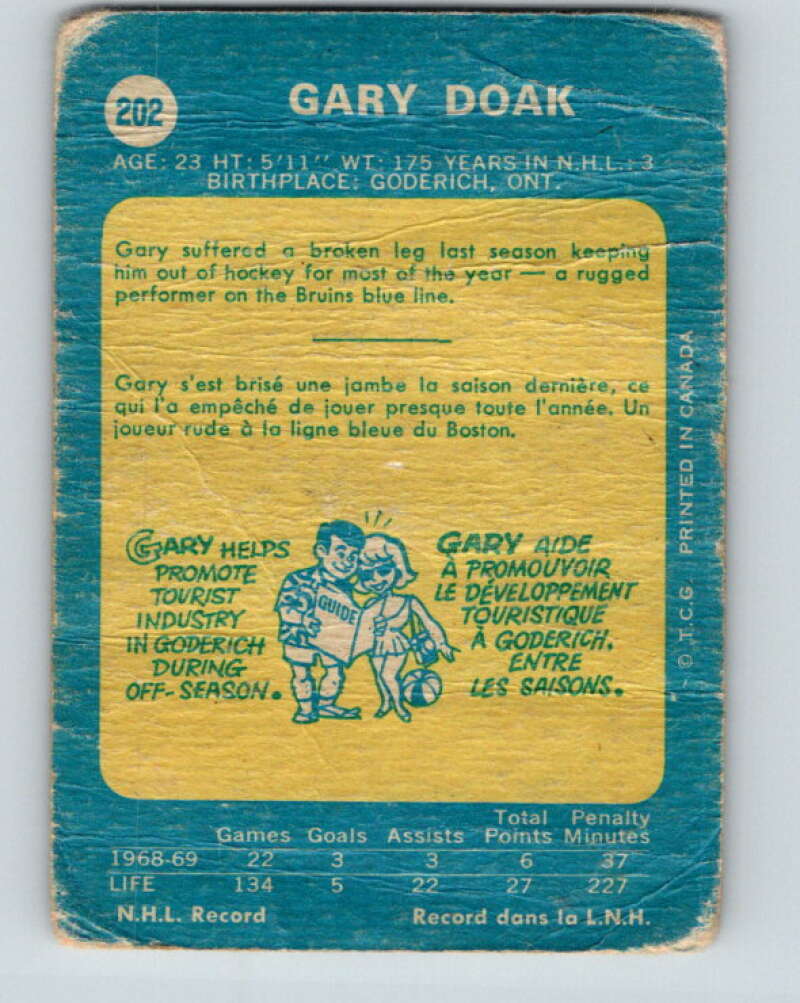 202
GARY DOAK
AGE: 23 HT: 5'11'' WT: 175 YEARS IN N.H.L.: 3
BIRTHPLACE: GODERICH, ONT.
Gary suffered a broken leg last season keeping
him out of hockey for most of the year — a rugged
performer on the Bruins blue line.
Gary s'est brisé une jambe la saison dernière, ce
qui l'a empêché de jouer presque toute l'année. Un
joueur rude à la ligne bleue du Boston.
GARY HELPS
PROMOTE
TOURIST
INDUSTRY
IN GODERICH
DURING
OFF-SEASON.
GUIDE
GARY AIDE
À PROMOUVOIR
LE DÉVELOPPEMENT
TOURISTIQUE
À GODERICH,
ENTRE
LES SAISONS.
© T.C.G. PRINTED IN CANADA
Total Penalty
Games Goals Assists Points Minutes
1968-69 22 3 3 6 37
LIFE 134 5 22 27 227
N.H.L. Record Record dans la L.N.H.